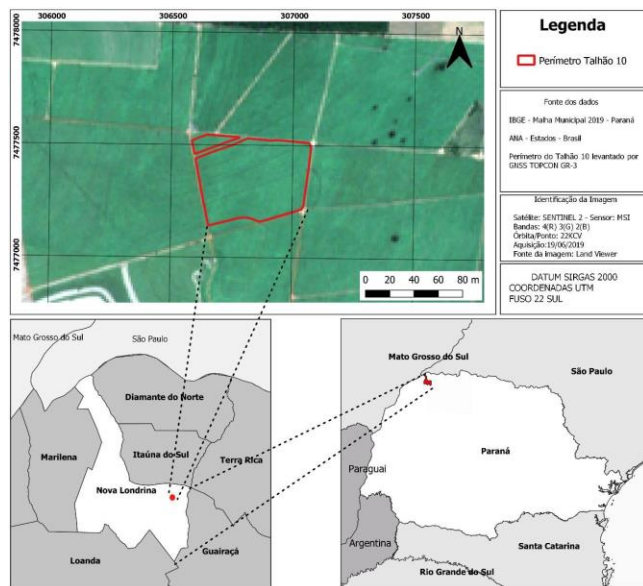 306000 306500 307000 307500
7478000
7477500
7477000
N
0 20 40 60 80 m
Legenda
Perímetro Talhão 10
Fonte dos dados
IBGE - Malha Municipal 2019 - Paraná
ANA - Estados - Brasil
Perímetro do Talhão 10 levantado por
GNSS TOPCON GR-3
Identificação da Imagem
Satélite: SENTINEL 2 - Sensor: MSI
Bandas: 4(R) 3(G) 2(B)
Órbita/Ponto: 22KCV
Aquisição:19/06/2019
Fonte da imagem: Land Viewer
DATUM SIRGAS 2000
COORDENADAS UTM
FUSO 22 SUL
Mato Grosso do Sul
São Paulo
Diamante do Norte
Marilena
Itaúna do Sul
Terra Rica
Nova Londrina
Guairaçá
Loanda
Mato Grosso do Sul
São Paulo
Paraná
Paraguai
Argentina
Santa Catarina
Rio Grande do Sul